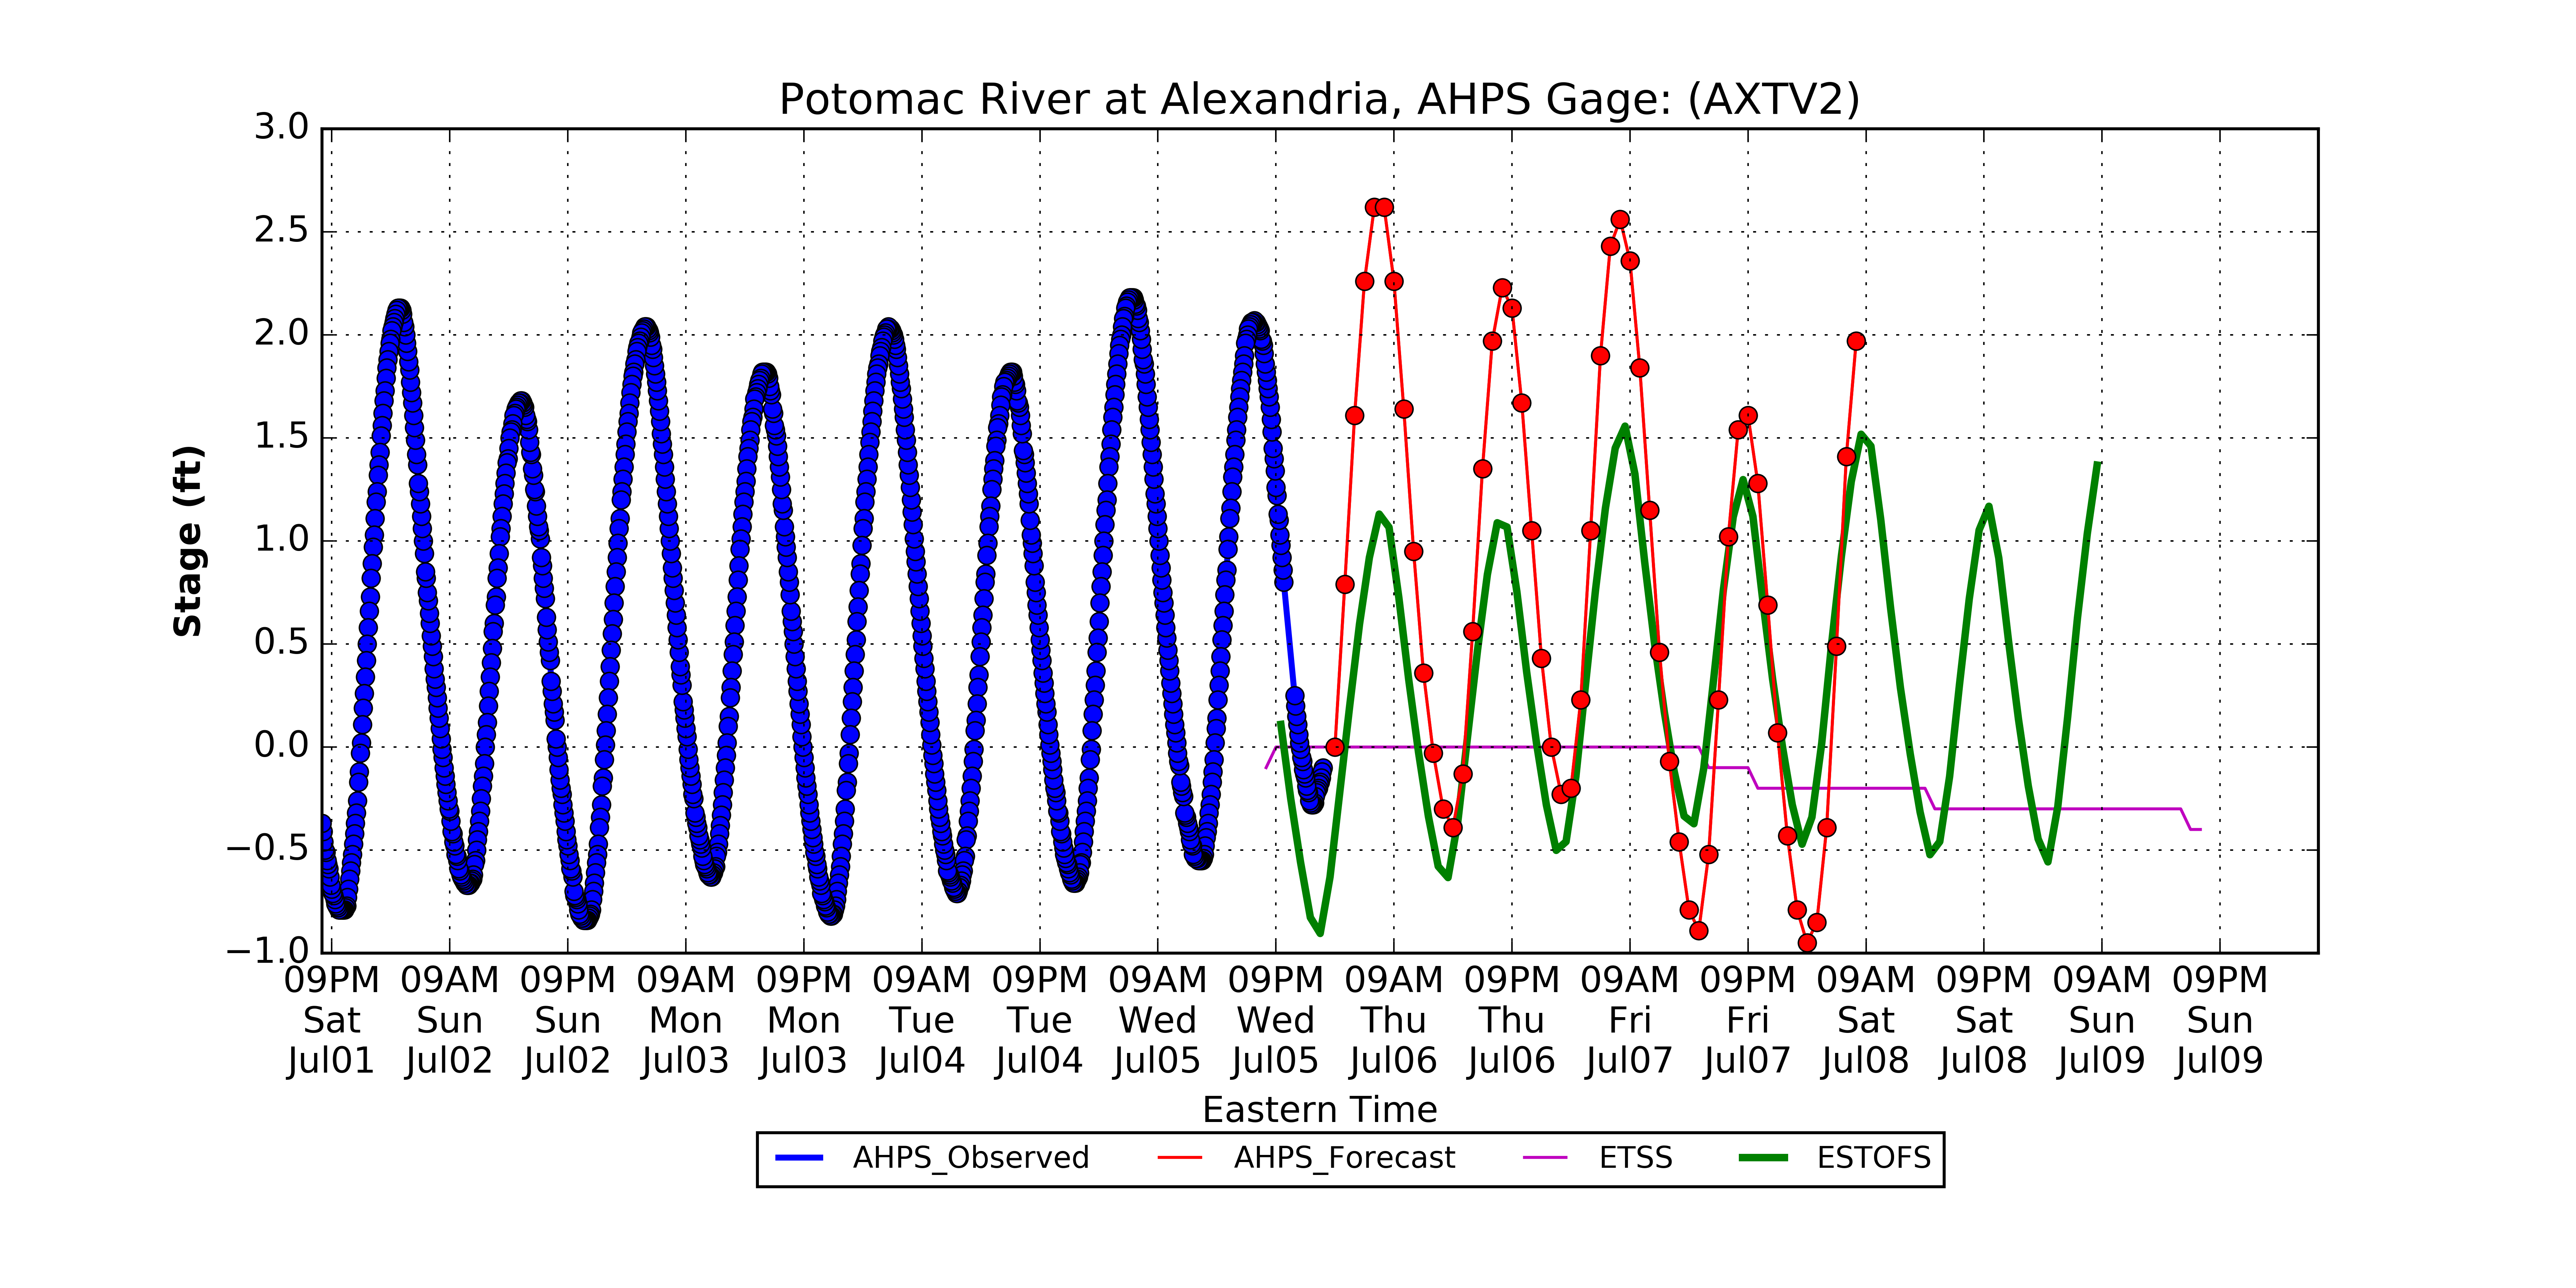 Potomac River at Alexandria, AHPS Gage: (AXTV2)
3.0
2.5
2.0
1.5
1.0
0.5
0.0
−0.5
−1.0
Stage (ft)
09PM 09AM 09PM 09AM 09PM 09AM 09PM 09AM 09PM 09AM 09PM 09AM 09PM 09AM 09PM 09AM 09PM
Sat Sun Sun Mon Mon Tue Tue Wed Wed Thu Thu Fri Fri Sat Sat Sun Sun
Jul01 Jul02 Jul02 Jul03 Jul03 Jul04 Jul04 Jul05 Jul05 Jul06 Jul06 Jul07 Jul07 Jul08 Jul08 Jul09 Jul09
Eastern Time
AHPS_Observed AHPS_Forecast ETSS ESTOFS